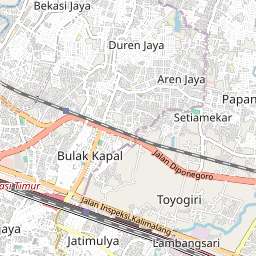 Bekasi Jaya
Duren Jaya
Aren Jaya
Papan
Setiamekar
Bulak Kapal
Jalan Diponegoro
asi Timur
Toyogiri
Jalan Inspeksi Kalimalang
jaya
Jatimulya
Lambangsari